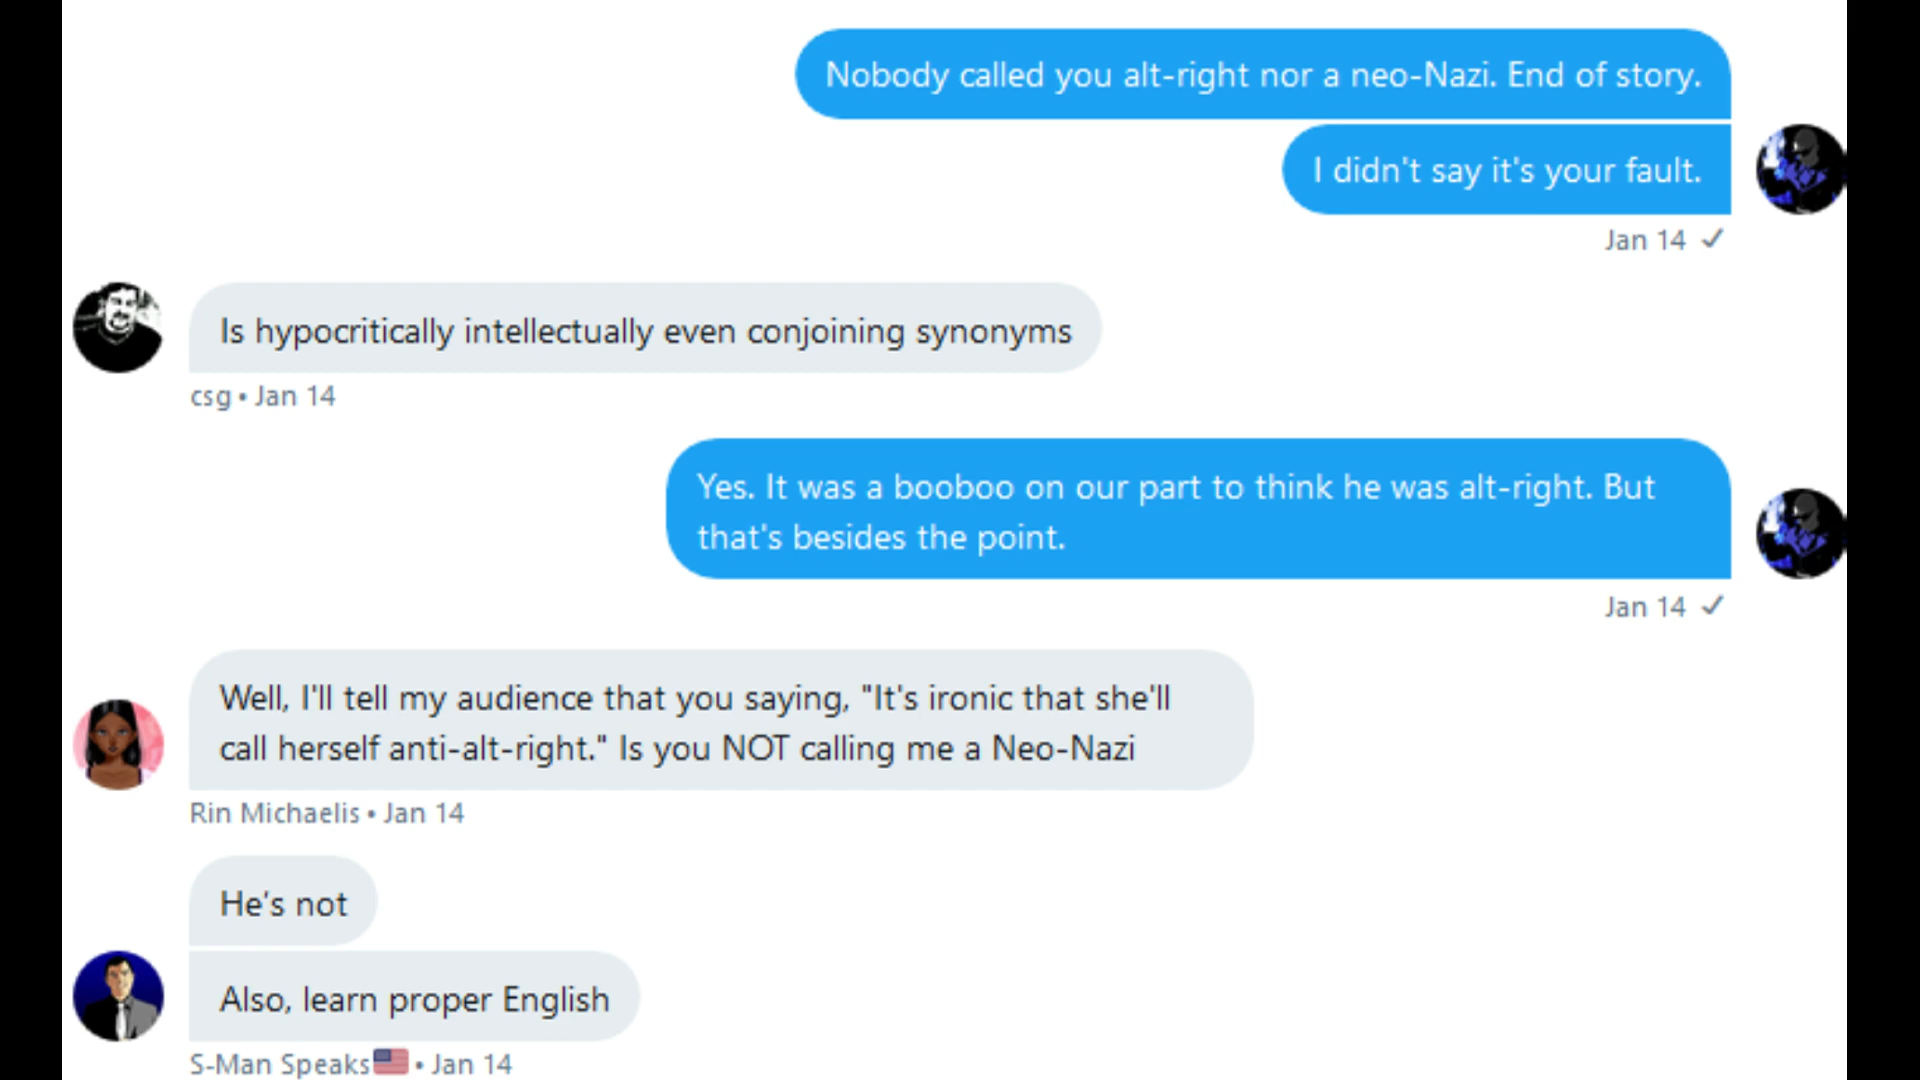 Nobody called you alt-right nor a neo-Nazi. End of story.
I didn't say it's your fault.
Jan 14 ✓
Is hypocritically intellectually even conjoining synonyms
csg • Jan 14
Yes. It was a booboo on our part to think he was alt-right. But
that's besides the point.
Jan 14 ✓
Well, I'll tell my audience that you saying, "It's ironic that she'll
call herself anti-alt-right." Is you NOT calling me a Neo-Nazi
Rin Michaelis • Jan 14
He's not
Also, learn proper English
S-Man Speaks🇺🇸 • Jan 14